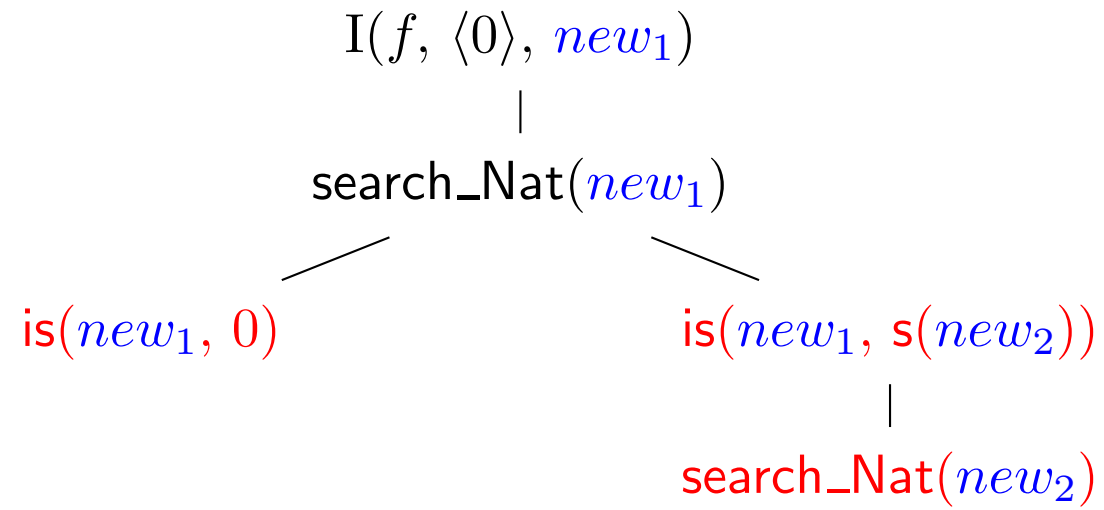 I(f, ⟨0⟩, new₁)
search_Nat(new₁)
is(new₁, 0) is(new₁, s(new₂))
search_Nat(new₂)